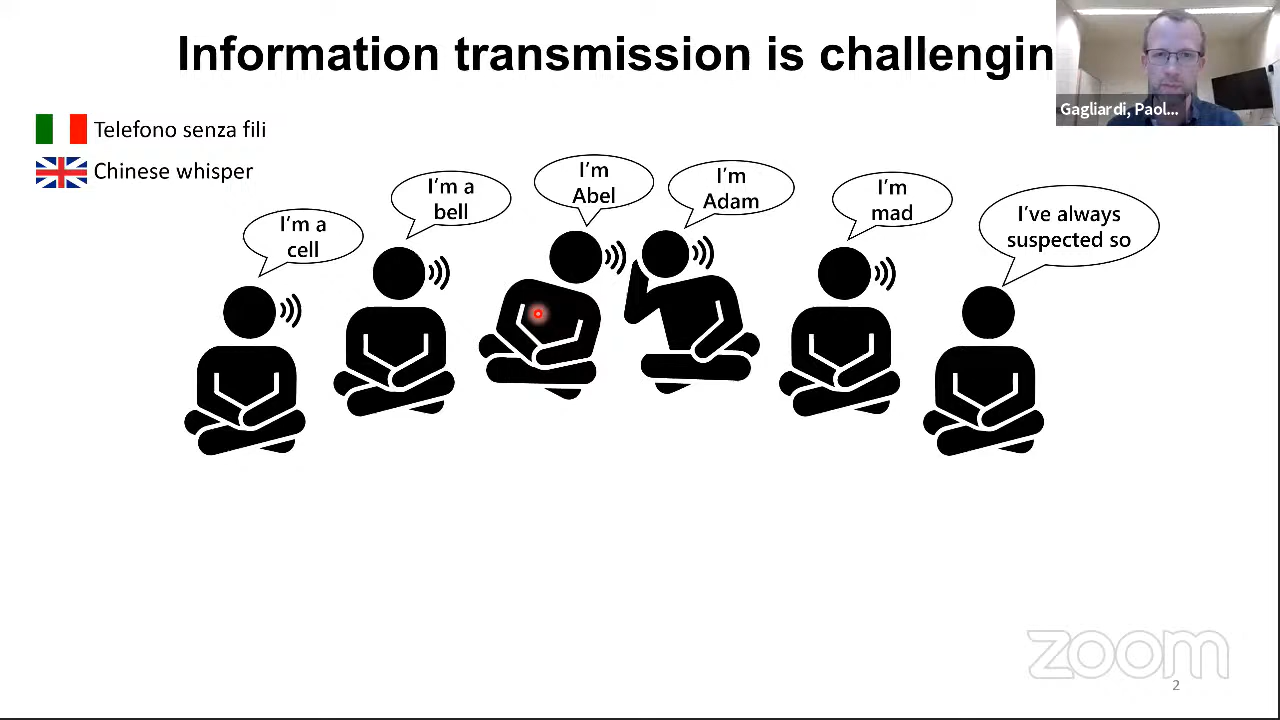 Information transmission is challengin
Gagliardi, Paol...
Telefono senza fili
Chinese whisper
I'm a
cell
I'm a
bell
I'm
Abel
I'm
Adam
I'm
mad
I've always
suspected so
zoom
2